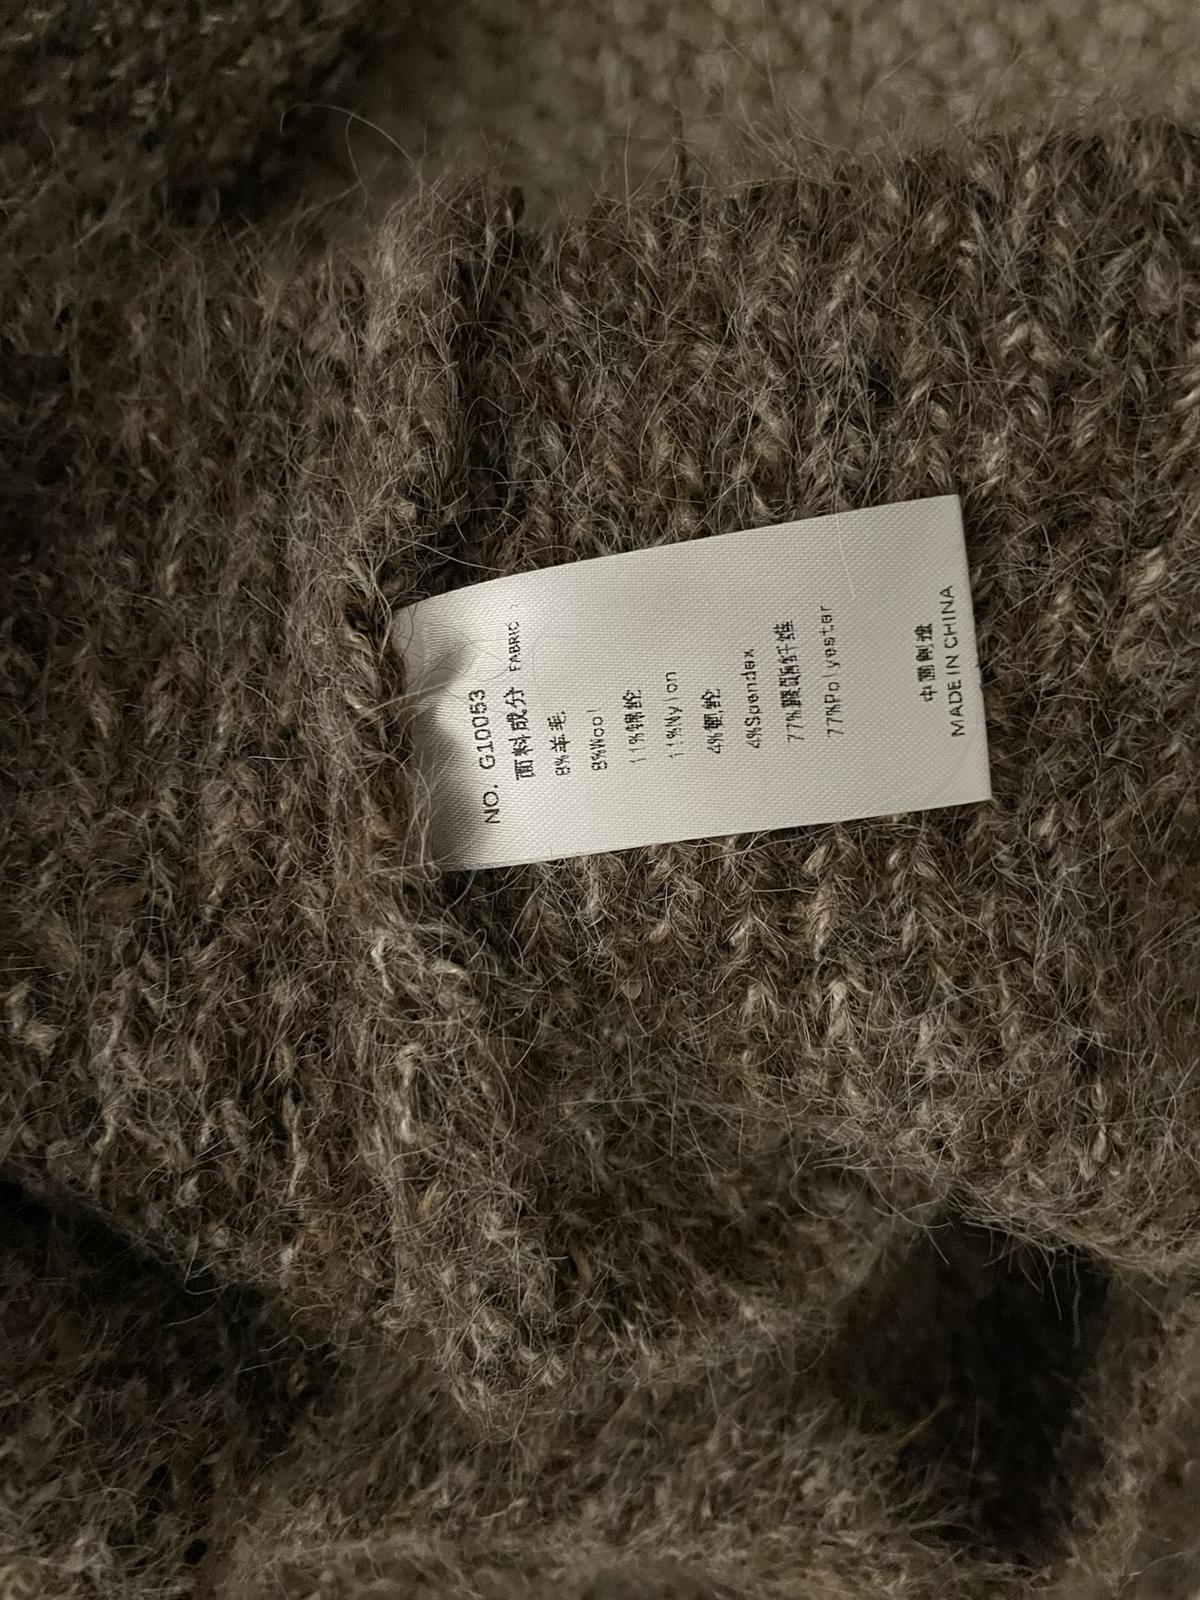 NO. G10053
面料成分 FABRIC
8%羊毛
8%Wool
11%锦纶
11%Nylon
4%氨纶
4%Spandex
77%聚酯纤维
77%Polyester
中国制造
MADE IN CHINA